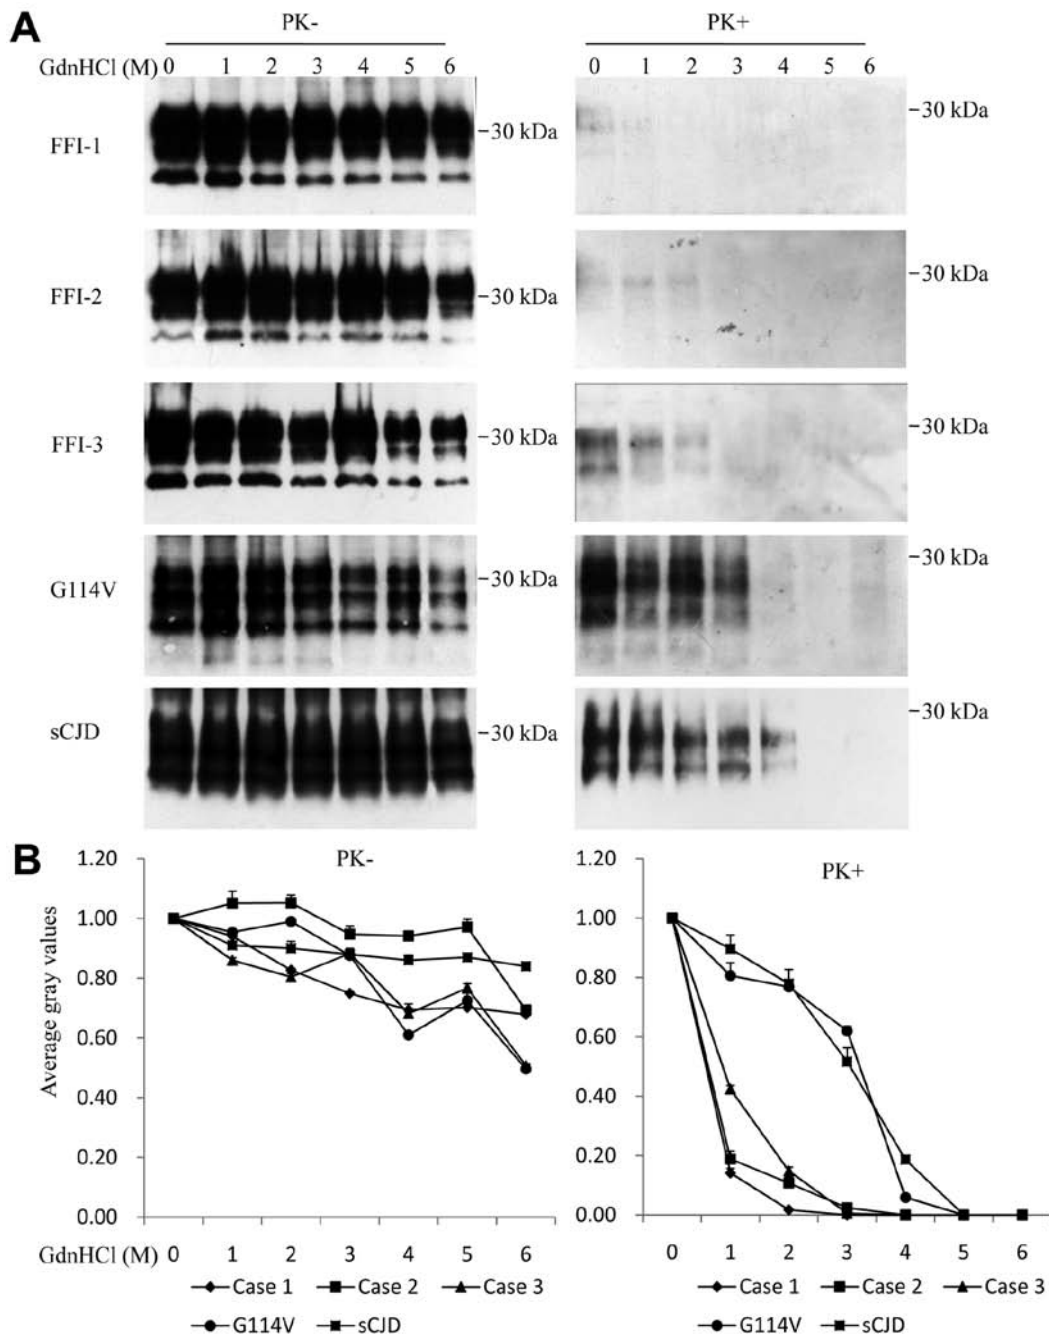 A
PK-
PK+
GdnHCl (M) 0 1 2 3 4 5 6
0 1 2 3 4 5 6
FFI-1
-30 kDa
-30 kDa
FFI-2
-30 kDa
-30 kDa
FFI-3
-30 kDa
-30 kDa
G114V
-30 kDa
-30 kDa
sCJD
-30 kDa
-30 kDa
B
PK-
Average gray values
1.20
1.00
0.80
0.60
0.40
0.20
0.00
GdnHCl (M) 0 1 2 3 4 5 6
Case 1 Case 2 Case 3
G114V sCJD
PK+
1.20
1.00
0.80
0.60
0.40
0.20
0.00
0 1 2 3 4 5 6
Case 1 Case 2 Case 3
G114V sCJD